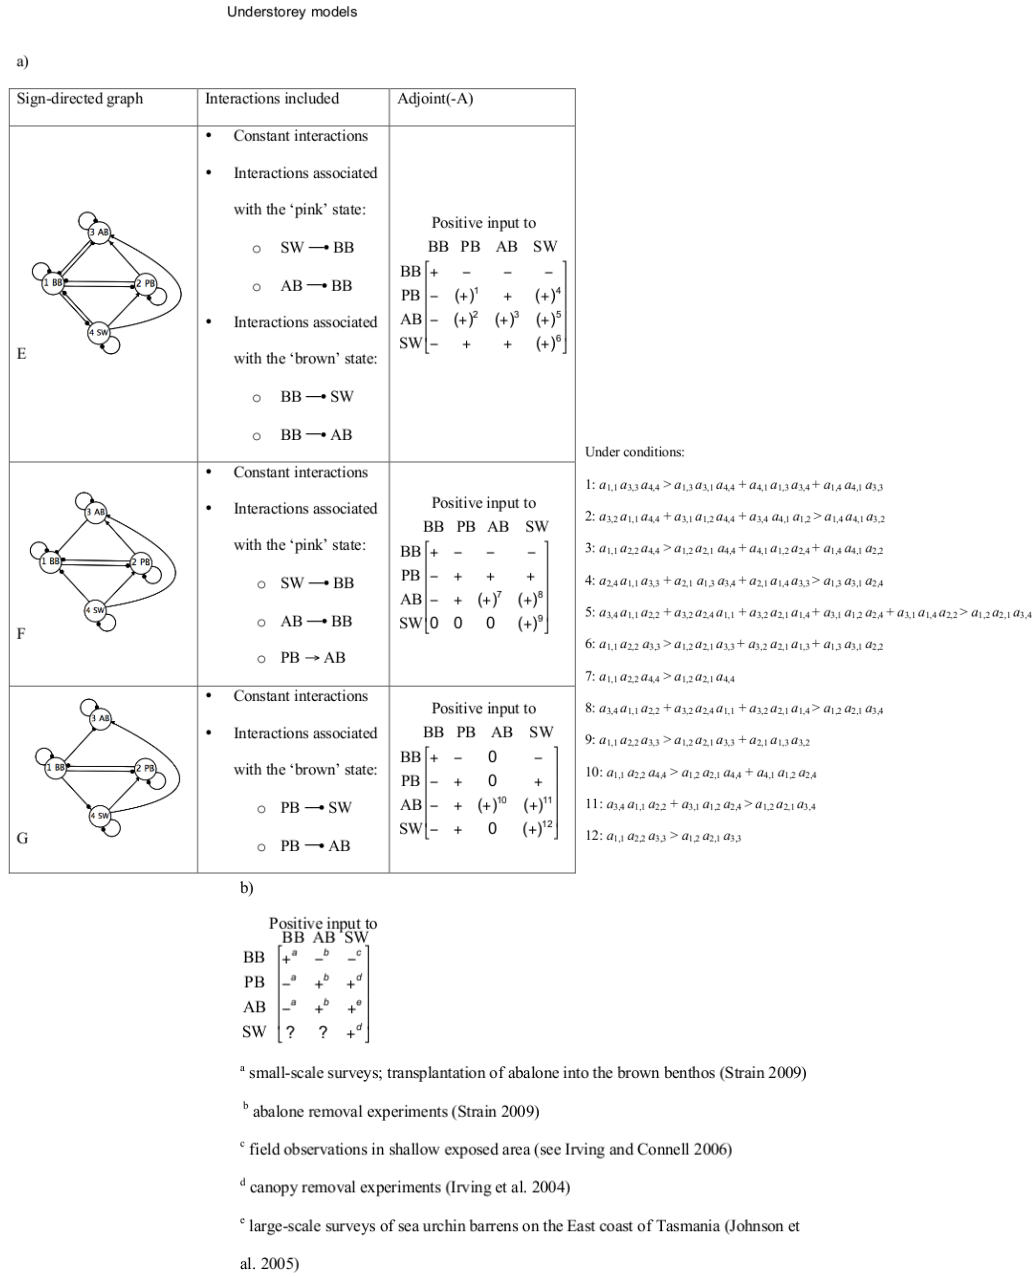 Understorey models
a)
Sign-directed graph Interactions included Adjoint(-A)
3 AB
1 BB
2 PB
4 SW
E
• Constant interactions
• Interactions associated
with the ‘pink’ state:
○ SW —• BB
○ AB —• BB
• Interactions associated
with the ‘brown’ state:
○ BB —• SW
○ BB —• AB
Positive input to
BB PB AB SW
BB + − − −
PB − (+)¹ + (+)⁴
AB − (+)² (+)³ (+)⁵
SW − + + (+)⁶
3 AB
1 BB
2 PB
4 SW
F
• Constant interactions
• Interactions associated
with the ‘pink’ state:
○ SW —• BB
○ AB —• BB
○ PB → AB
Positive input to
BB PB AB SW
BB + − − −
PB − + + +
AB − + (+)⁷ (+)⁸
SW 0 0 0 (+)⁹
3 AB
1 BB
2 PB
4 SW
G
• Constant interactions
• Interactions associated
with the ‘brown’ state:
○ PB —• SW
○ PB —• AB
Positive input to
BB PB AB SW
BB + − 0 −
PB − + 0 +
AB − + (+)¹⁰ (+)¹¹
SW − + 0 (+)¹²
Under conditions:
1: a1,1 a3,3 a4,4 > a1,3 a3,1 a4,4 + a4,1 a1,3 a3,4 + a1,4 a4,1 a3,3
2: a3,2 a1,1 a4,4 + a3,1 a1,2 a4,4 + a3,4 a4,1 a1,2 > a1,4 a4,1 a3,2
3: a1,1 a2,2 a4,4 > a1,2 a2,1 a4,4 + a4,1 a1,2 a2,4 + a1,4 a4,1 a2,2
4: a2,4 a1,1 a3,3 + a2,1 a1,3 a3,4 + a2,1 a1,4 a3,3 > a1,3 a3,1 a2,4
5: a3,4 a1,1 a2,2 + a3,2 a2,4 a1,1 + a3,2 a2,1 a1,4 + a3,1 a1,2 a2,4 + a3,1 a1,4 a2,2 > a1,2 a2,1 a3,4
6: a1,1 a2,2 a3,3 > a1,2 a2,1 a3,3 + a3,2 a2,1 a1,3 + a1,3 a3,1 a2,2
7: a1,1 a2,2 a4,4 > a1,2 a2,1 a4,4
8: a3,4 a1,1 a2,2 + a3,2 a2,4 a1,1 + a3,2 a2,1 a1,4 > a1,2 a2,1 a3,4
9: a1,1 a2,2 a3,3 > a1,2 a2,1 a3,3 + a2,1 a1,3 a3,2
10: a1,1 a2,2 a4,4 > a1,2 a2,1 a4,4 + a4,1 a1,2 a2,4
11: a3,4 a1,1 a2,2 + a3,1 a1,2 a2,4 > a1,2 a2,1 a3,4
12: a1,1 a2,2 a3,3 > a1,2 a2,1 a3,3
b)
Positive input to
BB AB SW
BB +ᵃ −ᵇ −ᶜ
PB −ᵃ +ᵇ +ᵈ
AB −ᵃ +ᵇ +ᵉ
SW ? ? +ᵈ
ᵃ small-scale surveys; transplantation of abalone into the brown benthos (Strain 2009)
ᵇ abalone removal experiments (Strain 2009)
ᶜ field observations in shallow exposed area (see Irving and Connell 2006)
ᵈ canopy removal experiments (Irving et al. 2004)
ᵉ large-scale surveys of sea urchin barrens on the East coast of Tasmania (Johnson et
al. 2005)